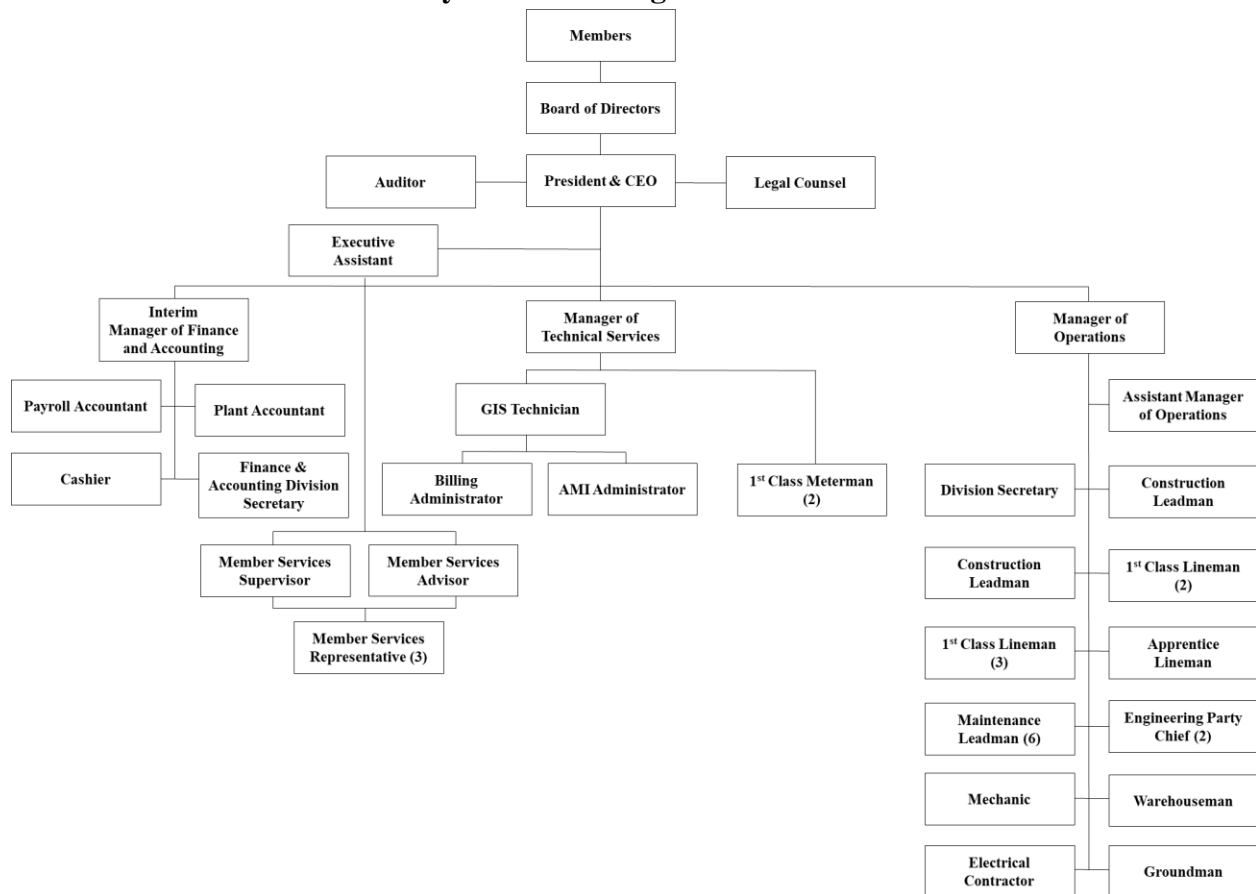 Members
Board of Directors
Auditor
President & CEO
Legal Counsel
Executive
Assistant
Interim
Manager of Finance
and Accounting
Manager of
Technical Services
Manager of
Operations
Payroll Accountant
Plant Accountant
GIS Technician
Assistant Manager
of Operations
Cashier
Finance &
Accounting Division
Secretary
Billing
Administrator
AMI Administrator
1st Class Meterman
(2)
Division Secretary
Construction
Leadman
Member Services
Supervisor
Member Services
Advisor
Construction
Leadman
1st Class Lineman
(2)
Member Services
Representative (3)
1st Class Lineman
(3)
Apprentice
Lineman
Maintenance
Leadman (6)
Engineering Party
Chief (2)
Mechanic
Warehouseman
Electrical
Contractor
Groundman